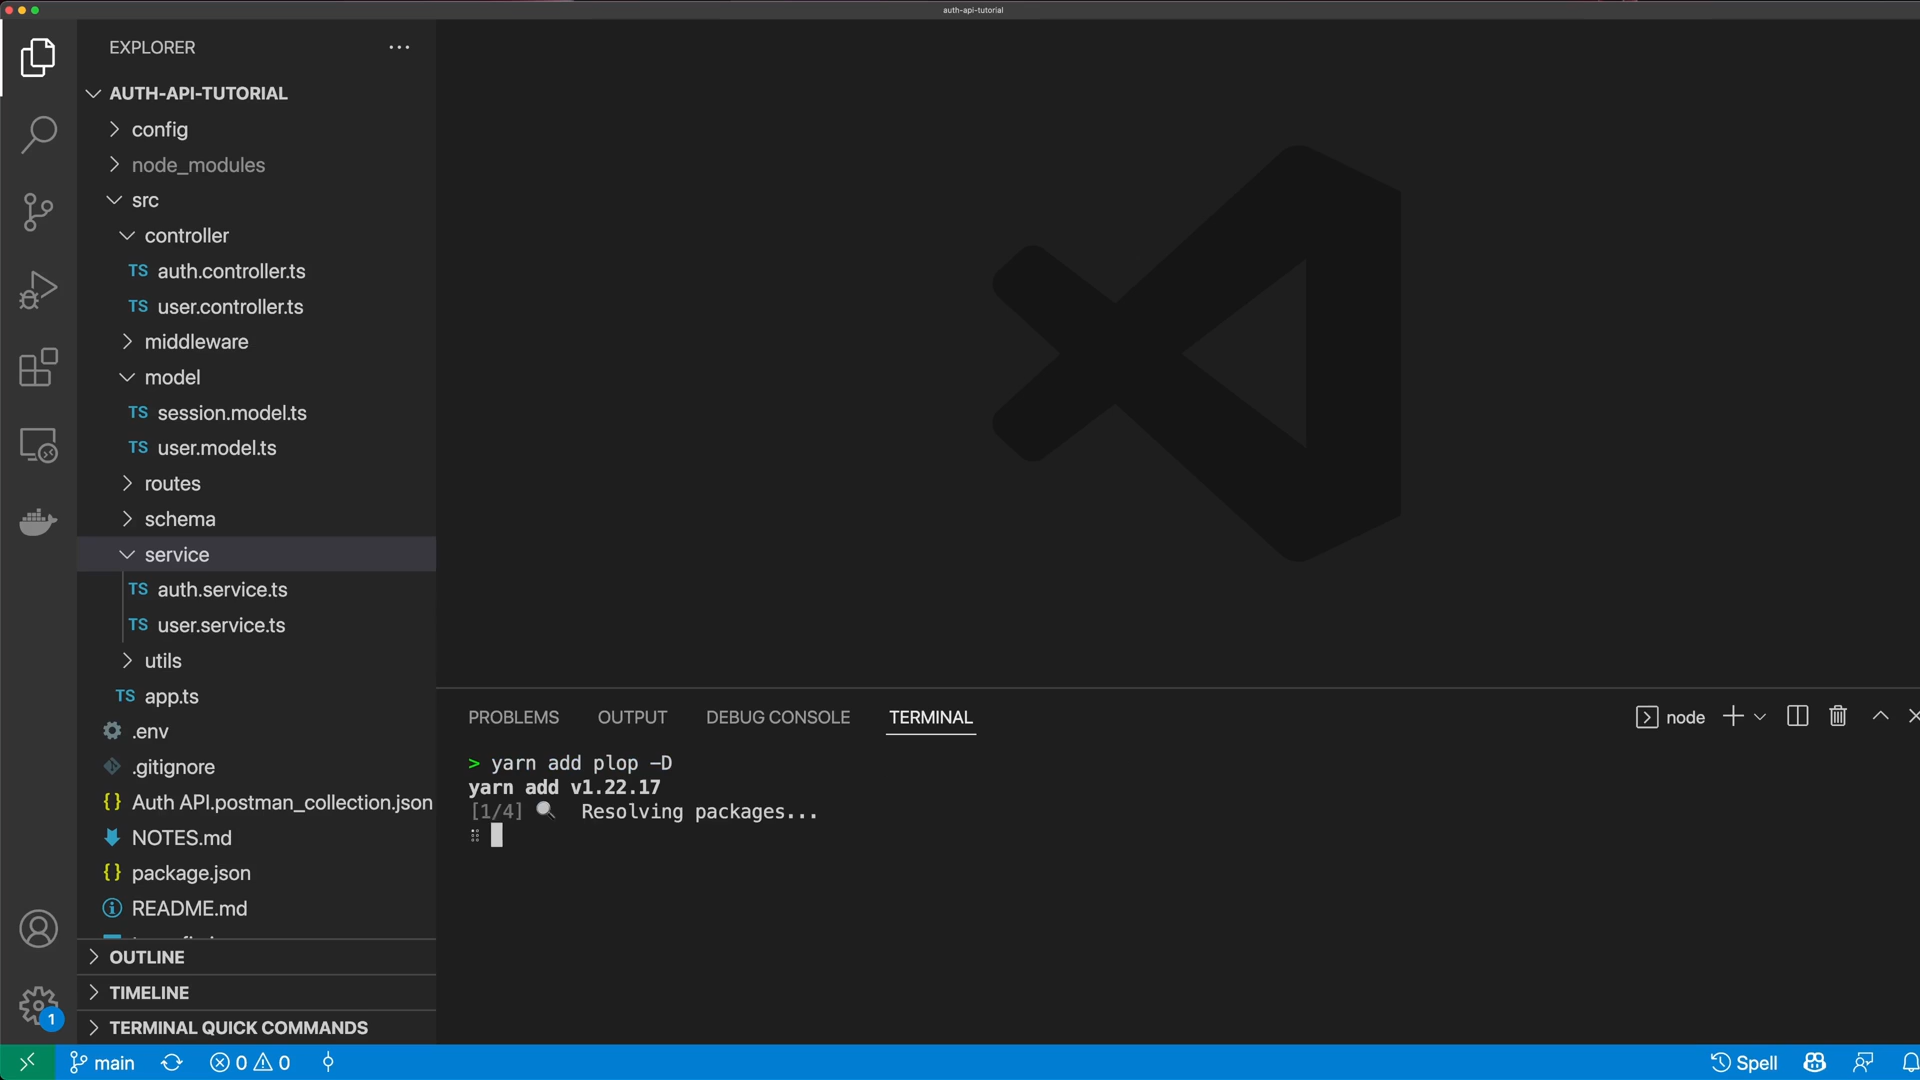 auth-api-tutorial
EXPLORER
AUTH-API-TUTORIAL
config
node_modules
src
controller
TS auth.controller.ts
TS user.controller.ts
middleware
model
TS session.model.ts
TS user.model.ts
routes
schema
service
TS auth.service.ts
TS user.service.ts
utils
TS app.ts
.env
.gitignore
{} Auth API.postman_collection.json
NOTES.md
{} package.json
README.md
OUTLINE
TIMELINE
TERMINAL QUICK COMMANDS
1
PROBLEMS OUTPUT DEBUG CONSOLE TERMINAL
node
> yarn add plop -D
yarn add v1.22.17
[1/4] Resolving packages...
main 0 0
Spell